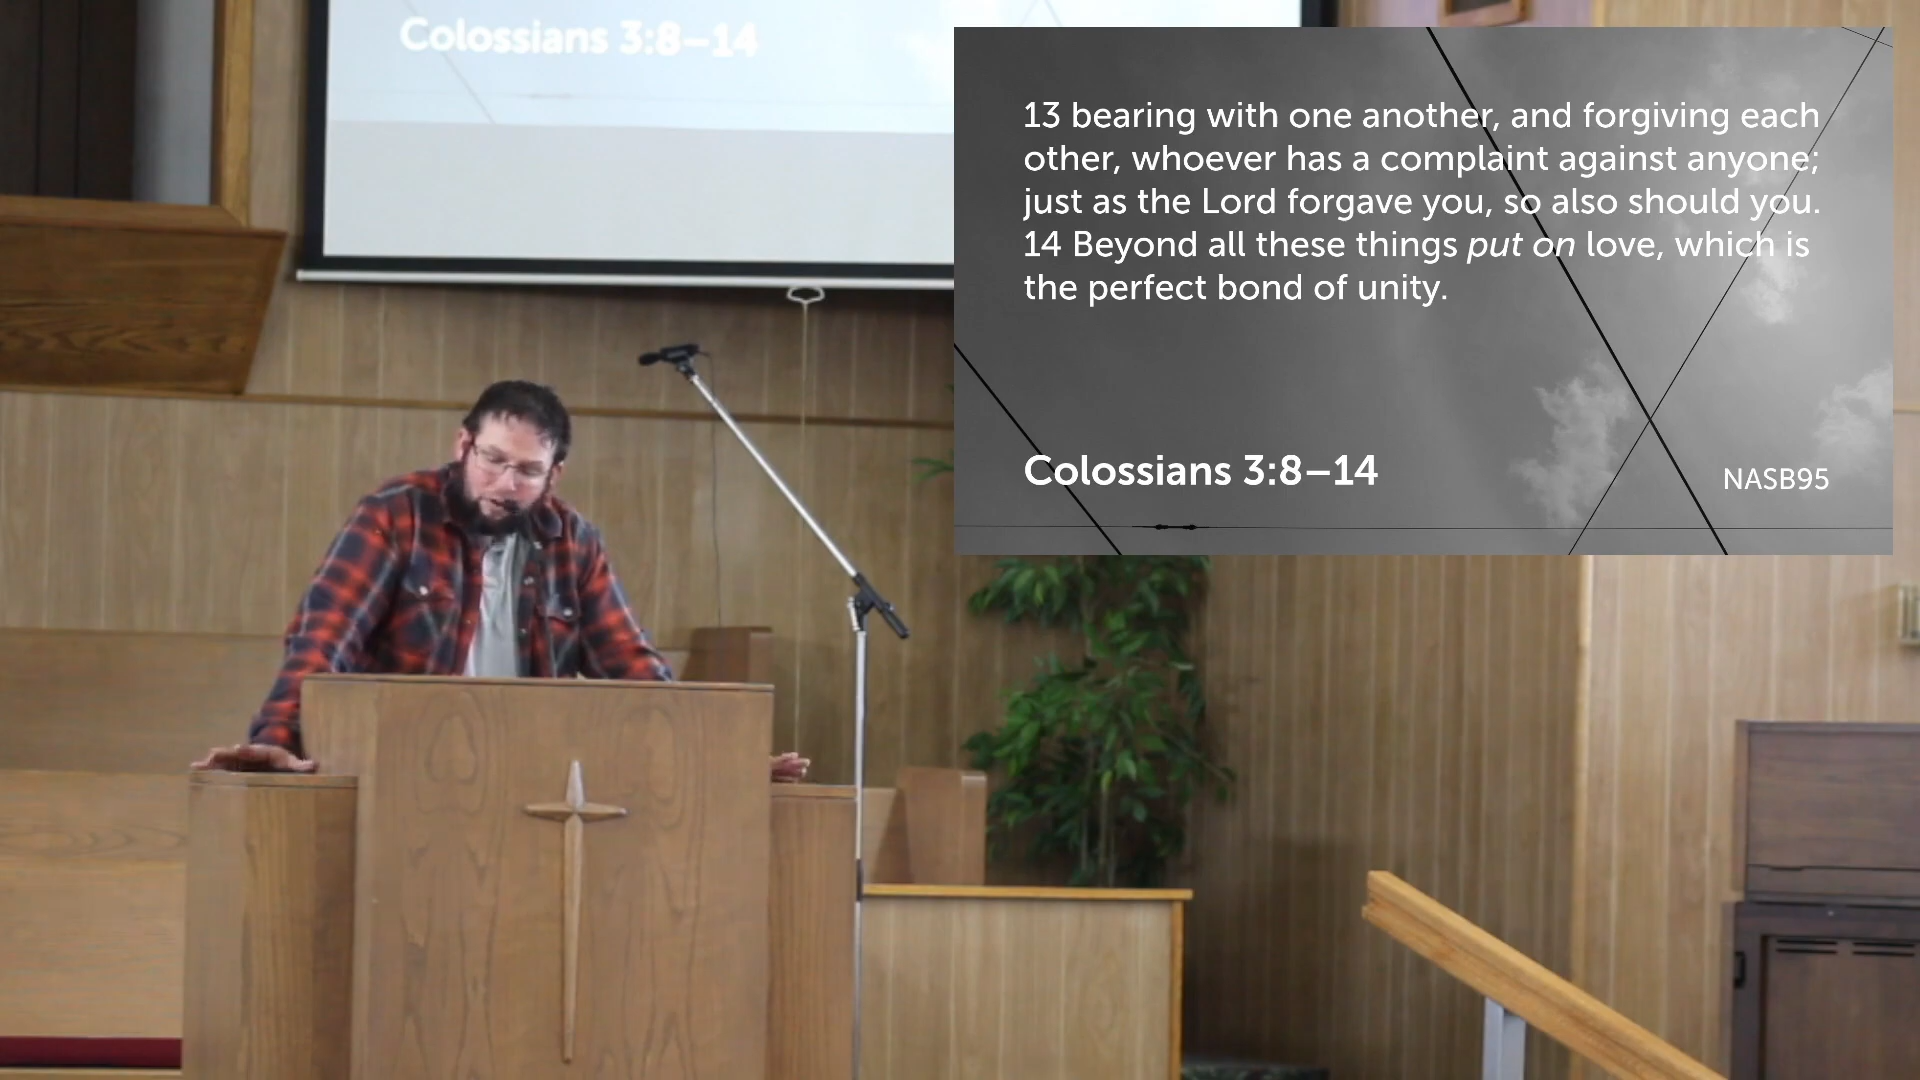 Colossians 3:8–14
13 bearing with one another, and forgiving each
other, whoever has a complaint against anyone;
just as the Lord forgave you, so also should you.
14 Beyond all these things put on love, which is
the perfect bond of unity.
Colossians 3:8–14
NASB95